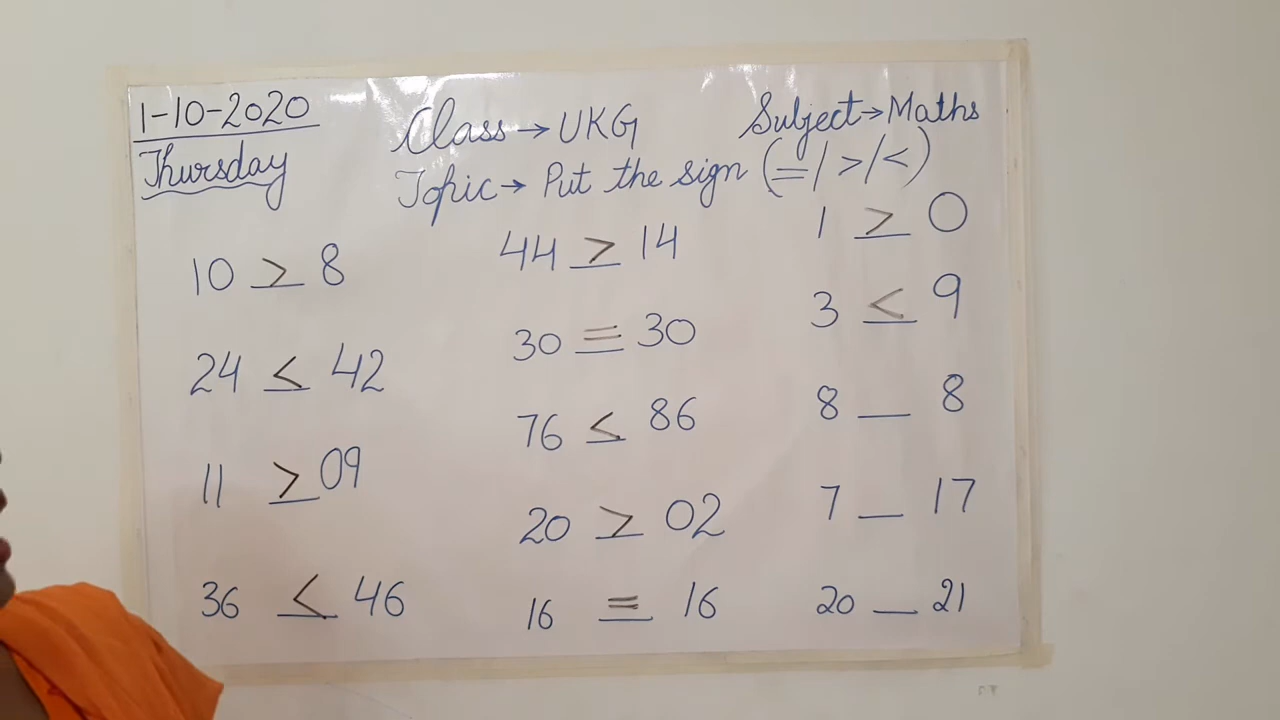 1-10-2020
Thursday
Class → UKG
Subject → Maths
Topic → Put the sign (= / > / <)
10 > 8
24 < 42
11 > 09
36 < 46
44 > 14
30 = 30
76 < 86
20 > 02
16 = 16
1 > 0
3 < 9
8 __ 8
7 __ 17
20 __ 21